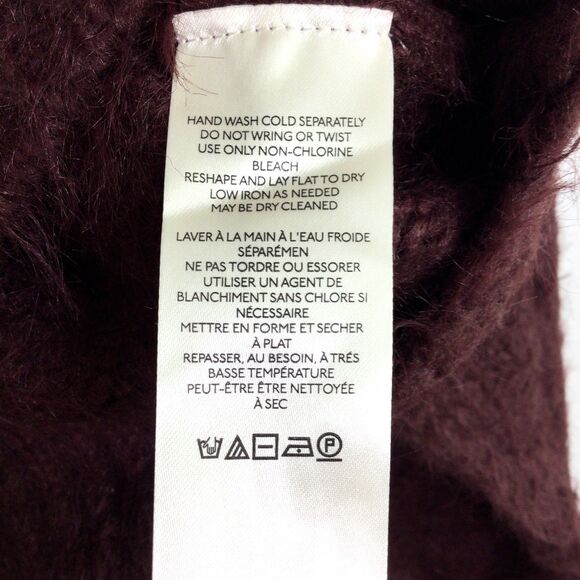 HAND WASH COLD SEPARATELY
DO NOT WRING OR TWIST
USE ONLY NON-CHLORINE
BLEACH
RESHAPE AND LAY FLAT TO DRY
LOW IRON AS NEEDED
MAY BE DRY CLEANED
LAVER À LA MAIN À L'EAU FROIDE
SÉPARÉMEN
NE PAS TORDRE OU ESSORER
UTILISER UN AGENT DE
BLANCHIMENT SANS CHLORE SI
NÉCESSAIRE
METTRE EN FORME ET SECHER
À PLAT
REPASSER, AU BESOIN, À TRÉS
BASSE TEMPÉRATURE
PEUT-ÊTRE ÊTRE NETTOYÉE
À SEC
P